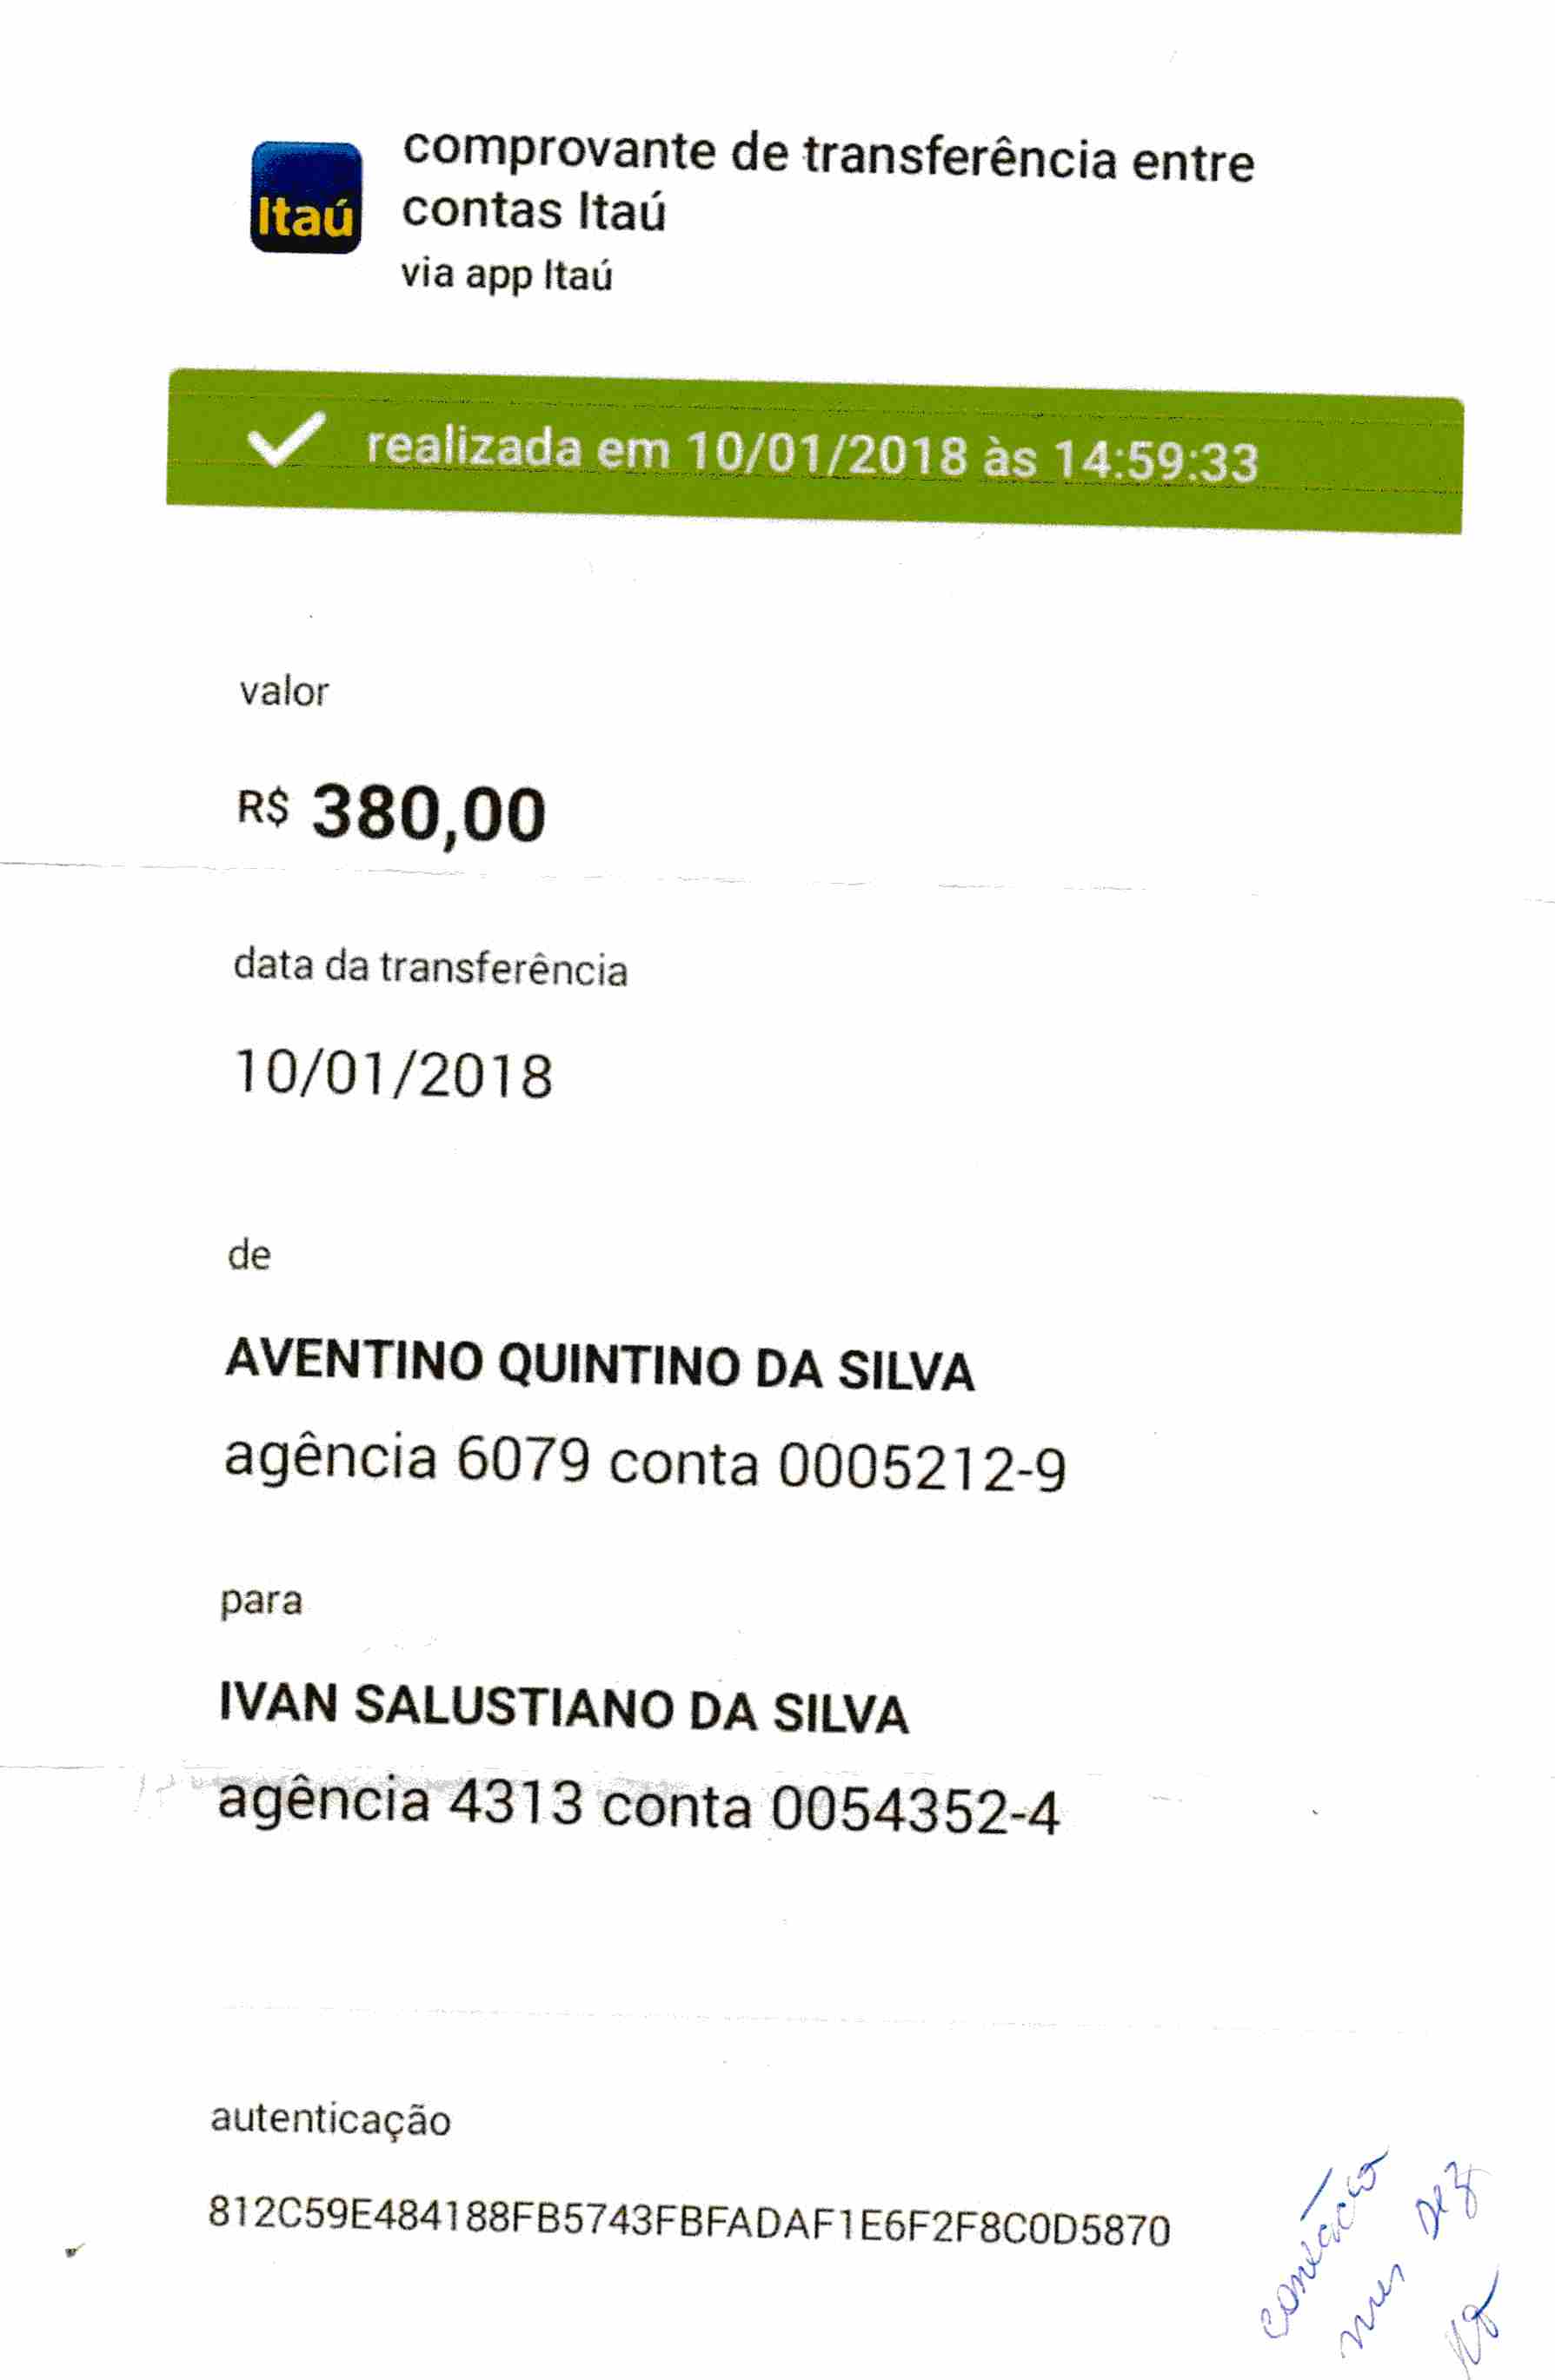 Itaú
comprovante de transferência entre
contas Itaú
via app Itaú
realizada em 10/01/2018 às 14:59:33
valor
R$ 380,00
data da transferência
10/01/2018
de
AVENTINO QUINTINO DA SILVA
agência 6079 conta 0005212-9
para
IVAN SALUSTIANO DA SILVA
agência 4313 conta 0054352-4
autenticação
812C59E484188FB5743FBFADAF1E6F2F8C0D5870
mes Dez